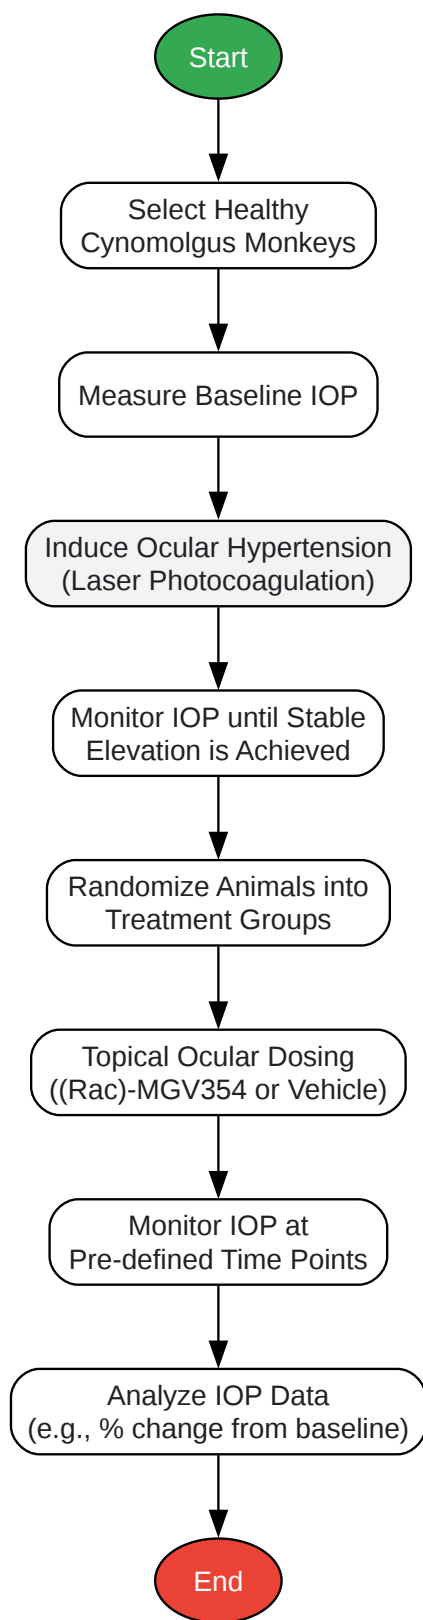 Start
Select Healthy
Cynomolgus Monkeys
Measure Baseline IOP
Induce Ocular Hypertension
(Laser Photocoagulation)
Monitor IOP until Stable
Elevation is Achieved
Randomize Animals into
Treatment Groups
Topical Ocular Dosing
((Rac)-MGV354 or Vehicle)
Monitor IOP at
Pre-defined Time Points
Analyze IOP Data
(e.g., % change from baseline)
End